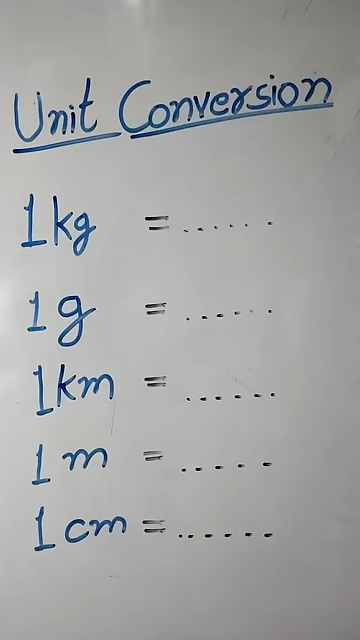 Unit Conversion
1kg = ......
1g = ......
1km = ......
1m = .....
1cm = ......